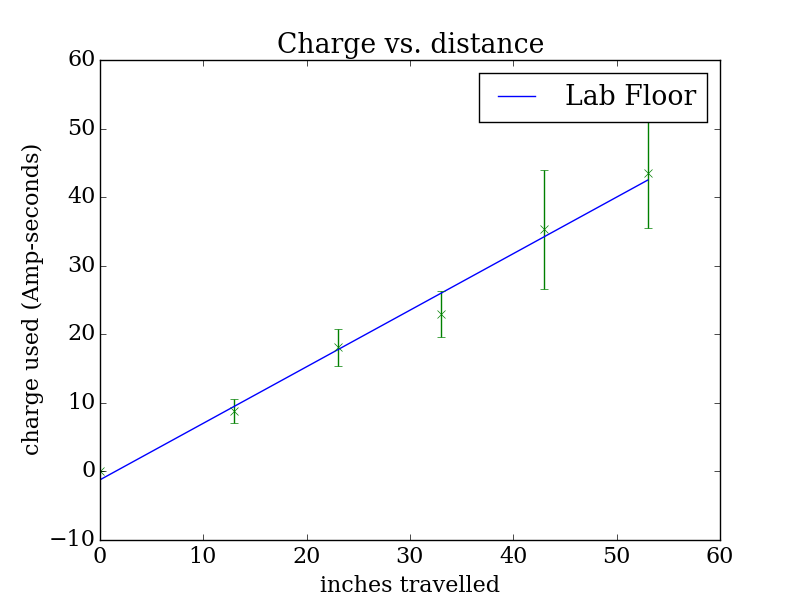 Charge vs. distance
Lab Floor
60
50
40
30
20
10
0
−10
charge used (Amp-seconds)
0 10 20 30 40 50 60
inches travelled